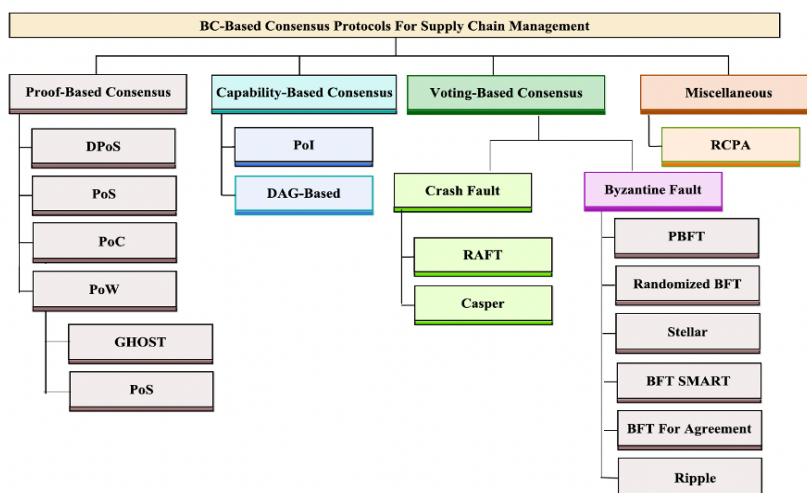 BC-Based Consensus Protocols For Supply Chain Management
Proof-Based Consensus
Capability-Based Consensus
Voting-Based Consensus
Miscellaneous
DPoS
PoS
PoC
PoW
GHOST
PoS
PoI
DAG-Based
Crash Fault
RAFT
Casper
Byzantine Fault
PBFT
Randomized BFT
Stellar
BFT SMART
BFT For Agreement
Ripple
RCPA